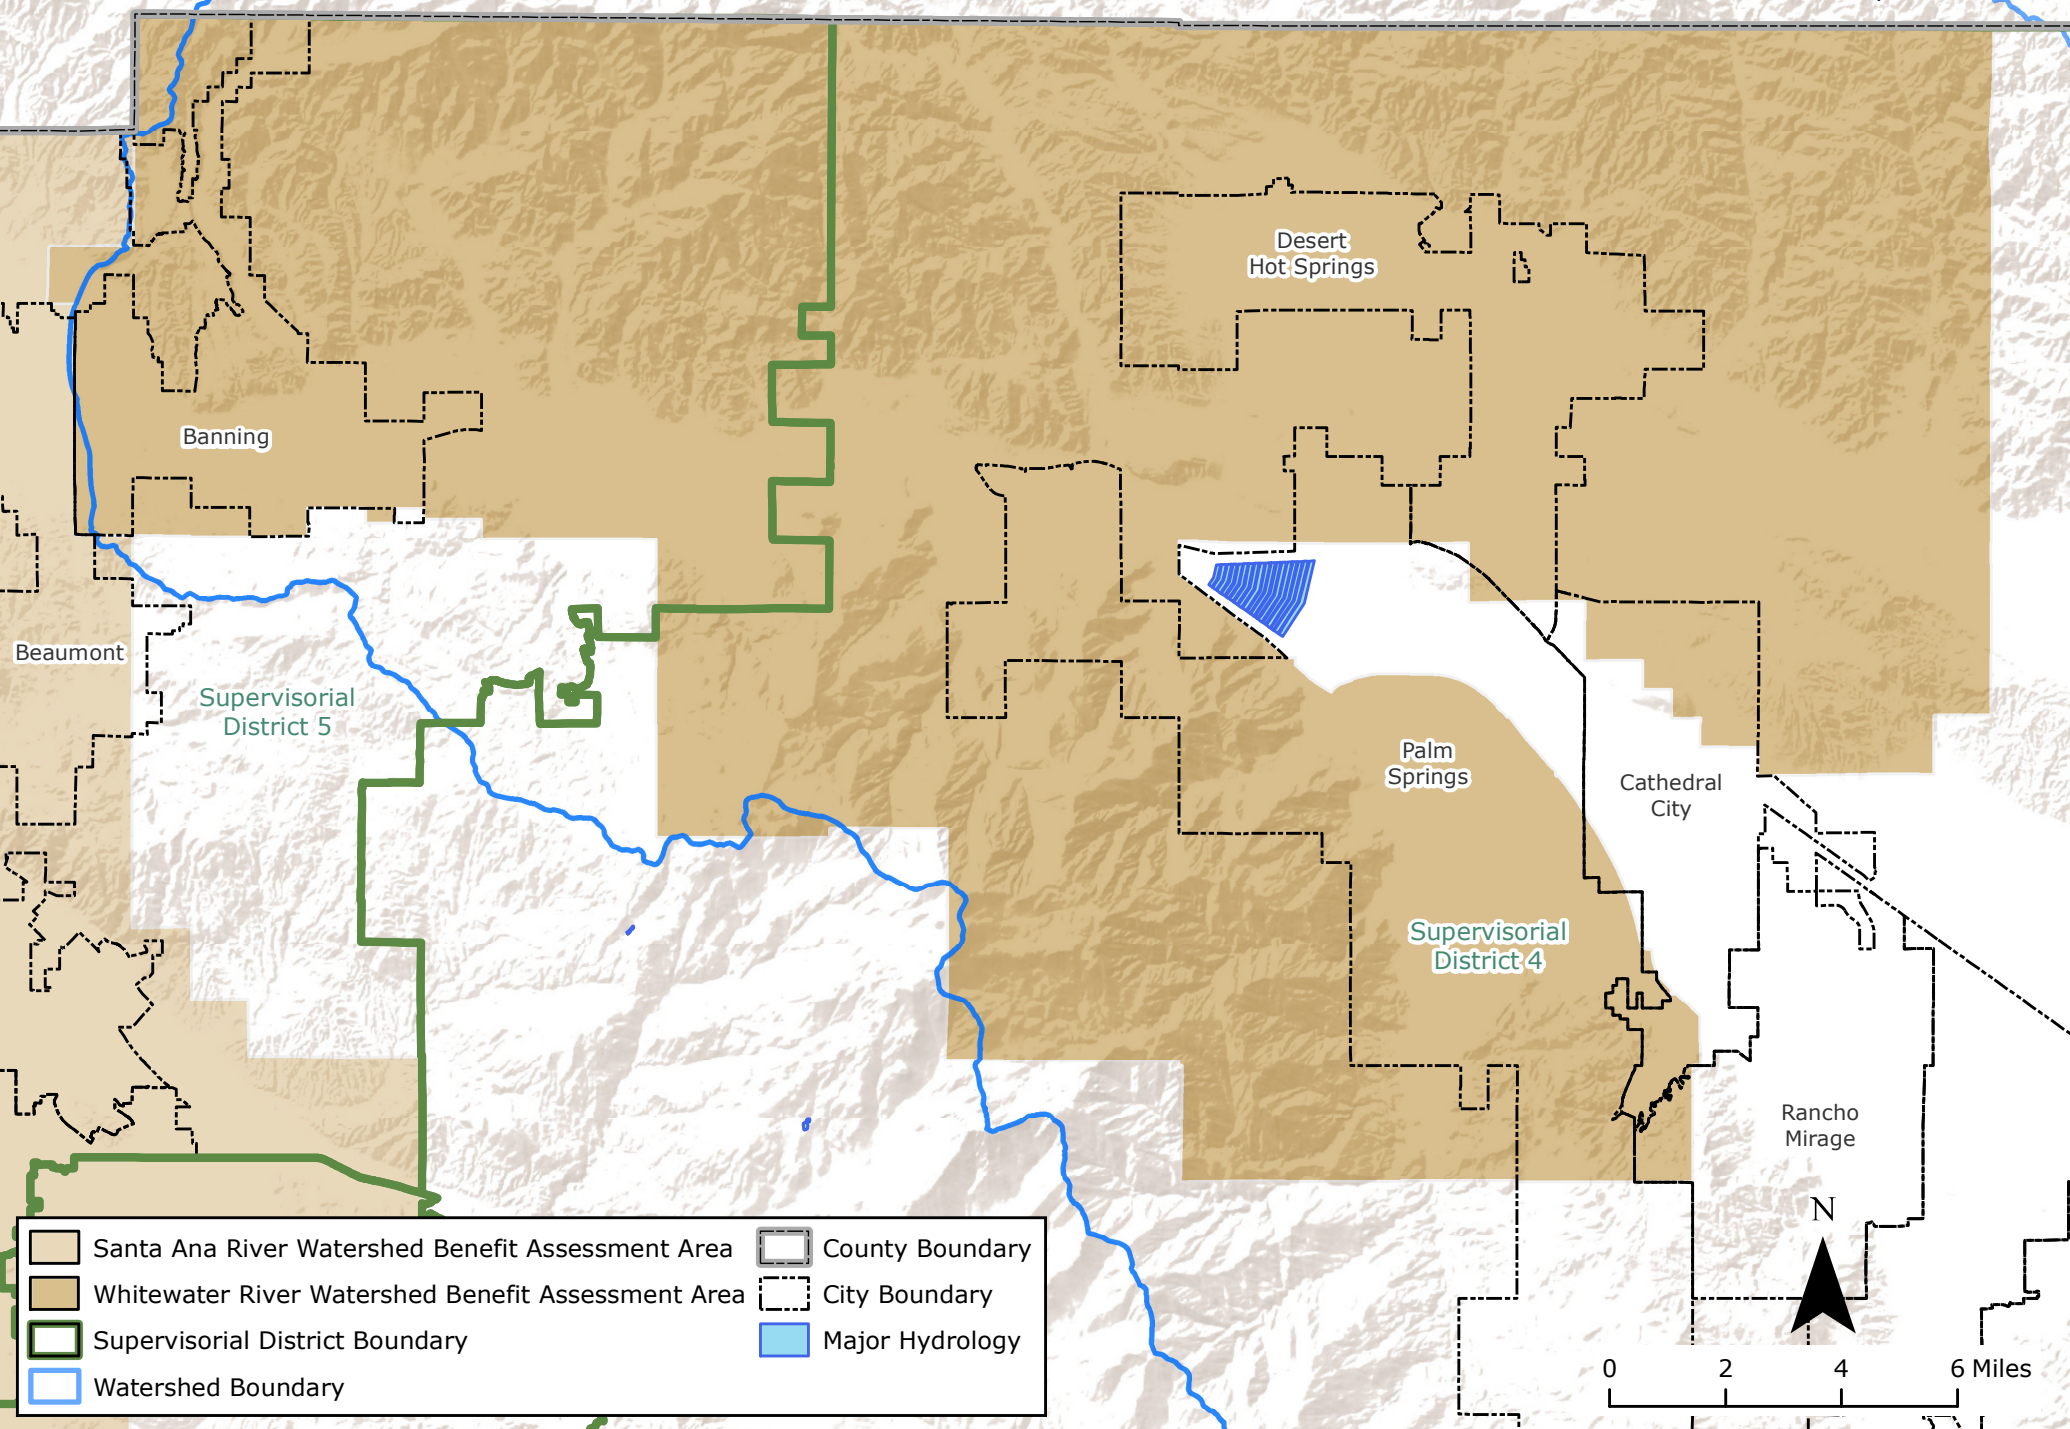 Desert
Hot Springs
Banning
Beaumont
Supervisorial
District 5
Palm
Springs
Cathedral
City
Supervisorial
District 4
Rancho
Mirage
N
0 2 4 6 Miles
Santa Ana River Watershed Benefit Assessment Area
Whitewater River Watershed Benefit Assessment Area
Supervisorial District Boundary
Watershed Boundary
County Boundary
City Boundary
Major Hydrology